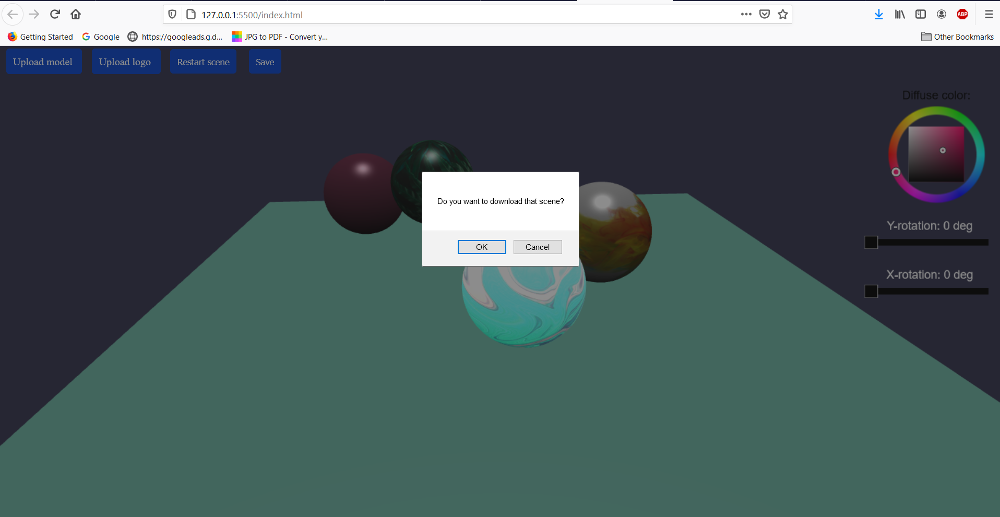 127.0.0.1:5500/index.html
ABP
Getting Started
Google
https://googleads.g.d...
JPG to PDF - Convert y...
Other Bookmarks
Upload model
Upload logo
Restart scene
Save
Diffuse color:
Do you want to download that scene?
OK
Cancel
Y-rotation: 0 deg
X-rotation: 0 deg